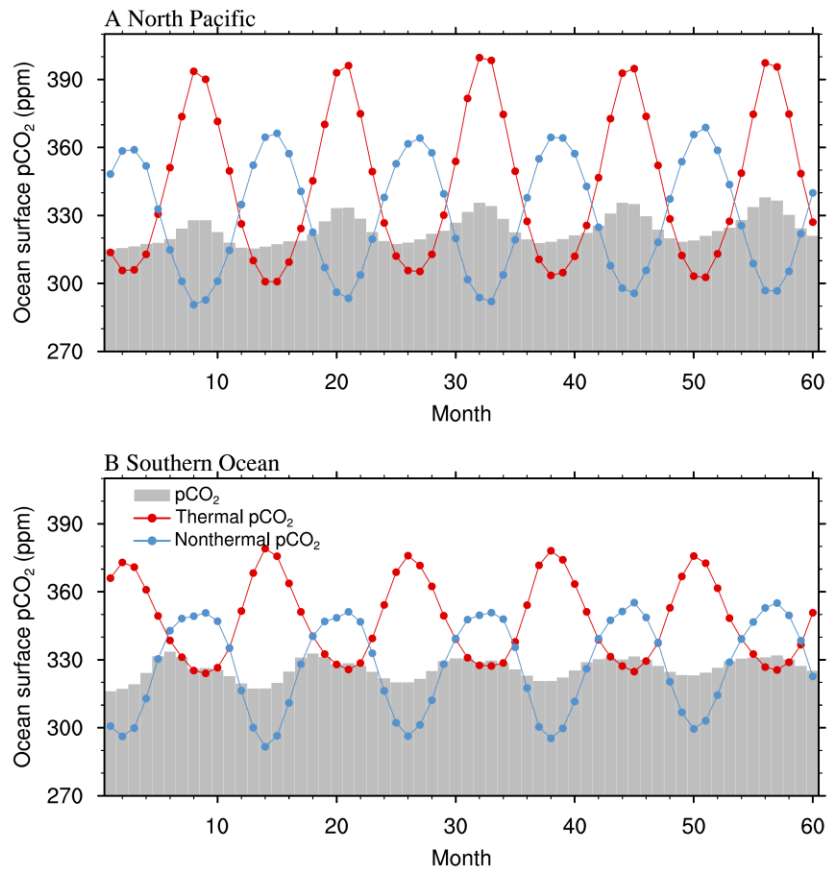 A North Pacific
Ocean surface pCO₂ (ppm)
390
360
330
300
270
10 20 30 40 50 60
Month
B Southern Ocean
Ocean surface pCO₂ (ppm)
390
360
330
300
270
pCO₂
Thermal pCO₂
Nonthermal pCO₂
10 20 30 40 50 60
Month